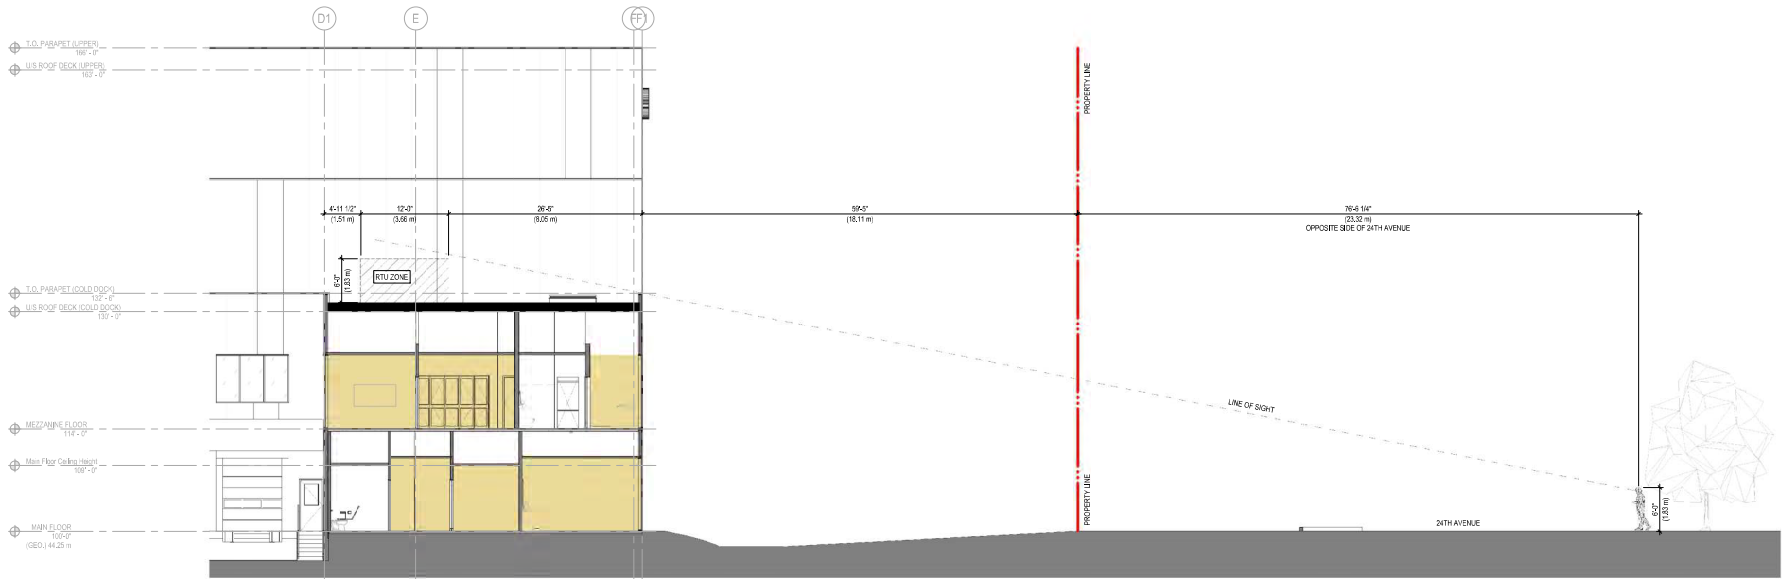 D1
E
F
F1
T.O. PARAPET (UPPER)
166' - 0"
U/S ROOF DECK (UPPER)
163' - 0"
PROPERTY LINE
4'-11 1/2"
(1.51 m)
12'-0"
(3.66 m)
26'-5"
(8.05 m)
59'-5"
(18.11 m)
76'-6 1/4"
(23.32 m)
OPPOSITE SIDE OF 24TH AVENUE
6'-0"
(1.83 m)
RTU ZONE
T.O. PARAPET (COLD DOCK)
132' - 6"
U/S ROOF DECK (COLD DOCK)
130' - 0"
LINE OF SIGHT
MEZZANINE FLOOR
114' - 0"
Main Floor Ceiling Height
109' - 0"
PROPERTY LINE
6'-0"
(1.83 m)
MAIN FLOOR
100'-0"
(GEO.) 44.25 m
24TH AVENUE